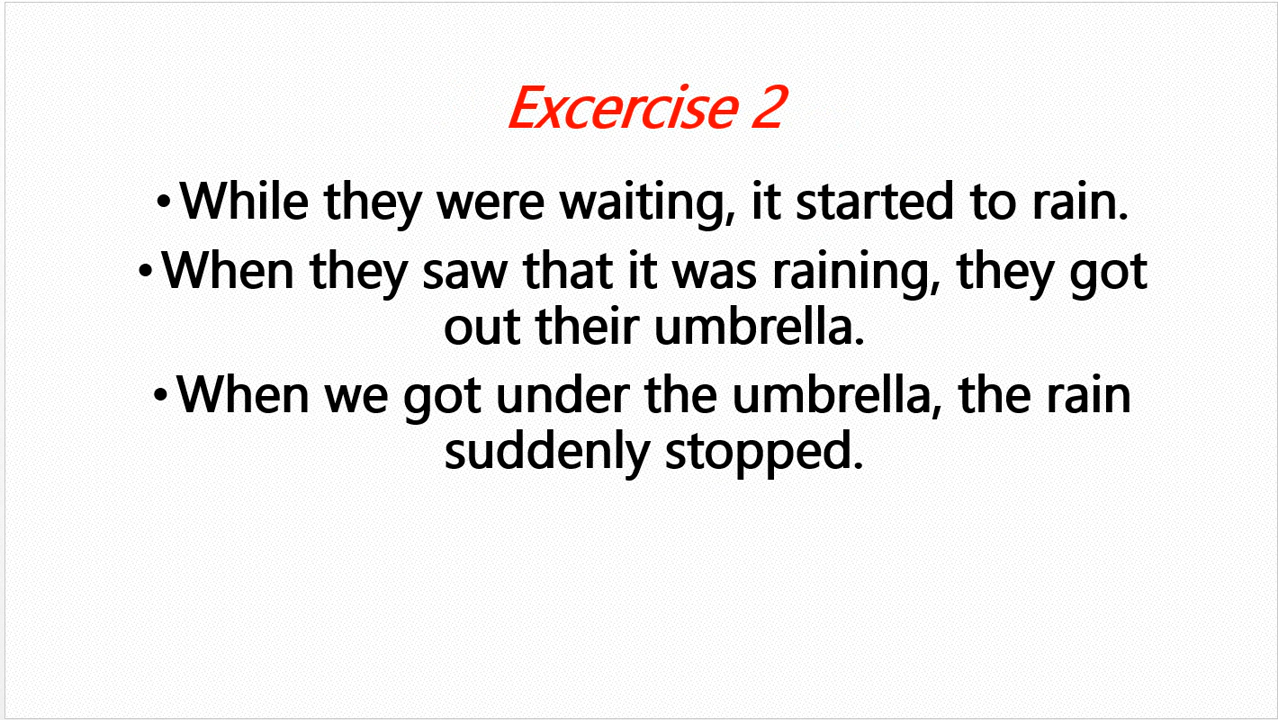 Excercise 2
• While they were waiting, it started to rain.
• When they saw that it was raining, they got
out their umbrella.
• When we got under the umbrella, the rain
suddenly stopped.